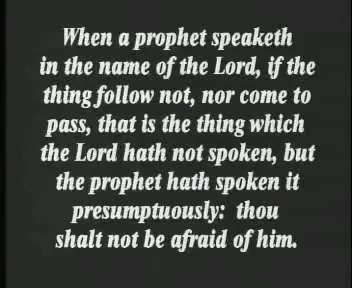 When a prophet speaketh
in the name of the Lord, if the
thing follow not, nor come to
pass, that is the thing which
the Lord hath not spoken, but
the prophet hath spoken it
presumptuously: thou
shalt not be afraid of him.